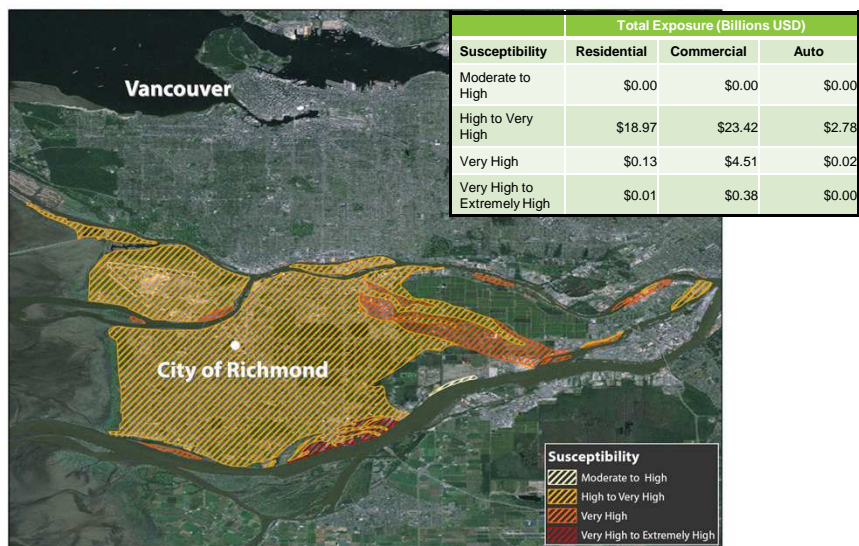 Total Exposure (Billions USD)
Susceptibility Residential Commercial Auto
Moderate to
High $0.00 $0.00 $0.00
High to Very
High $18.97 $23.42 $2.78
Very High $0.13 $4.51 $0.02
Very High to
Extremely High $0.01 $0.38 $0.00
Vancouver
City of Richmond
Susceptibility
Moderate to High
High to Very High
Very High
Very High to Extremely High